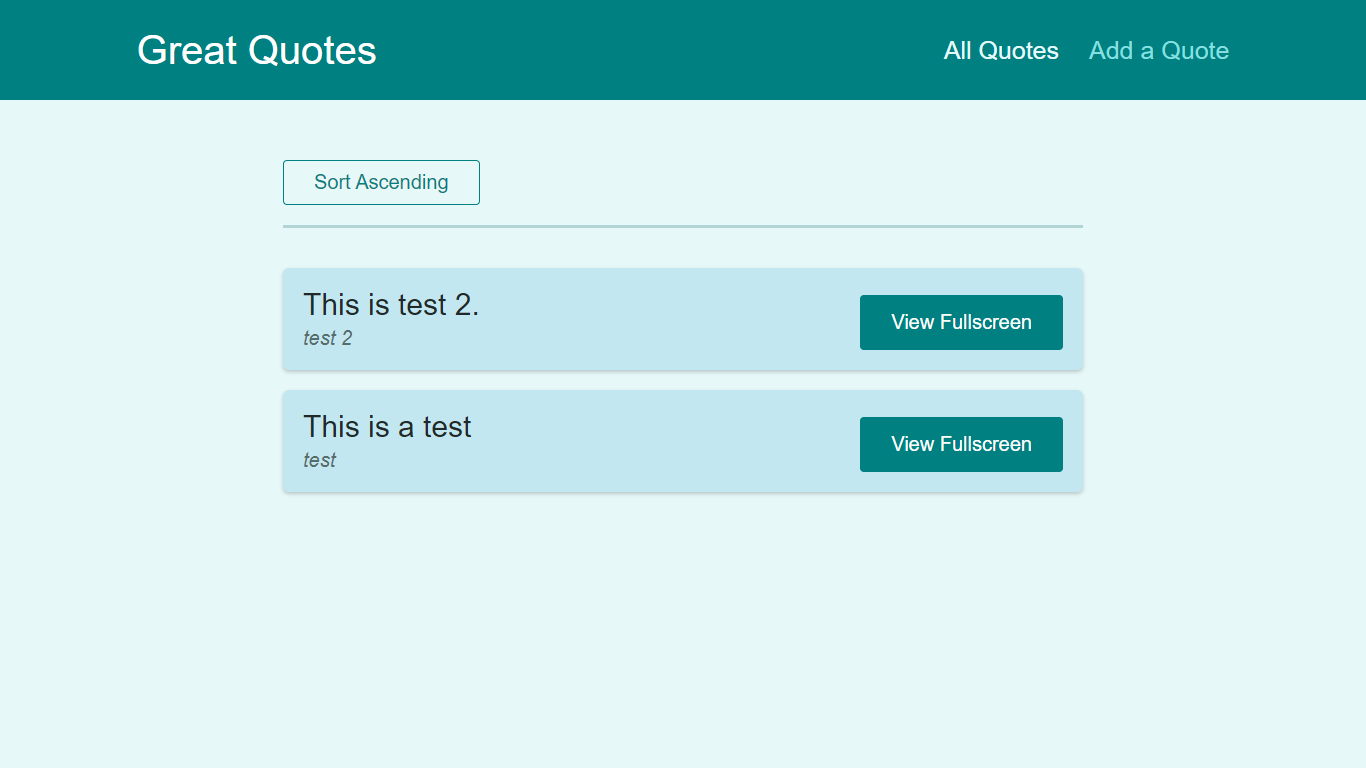 Great Quotes
All Quotes
Add a Quote
Sort Ascending
This is test 2.
test 2
View Fullscreen
This is a test
test
View Fullscreen